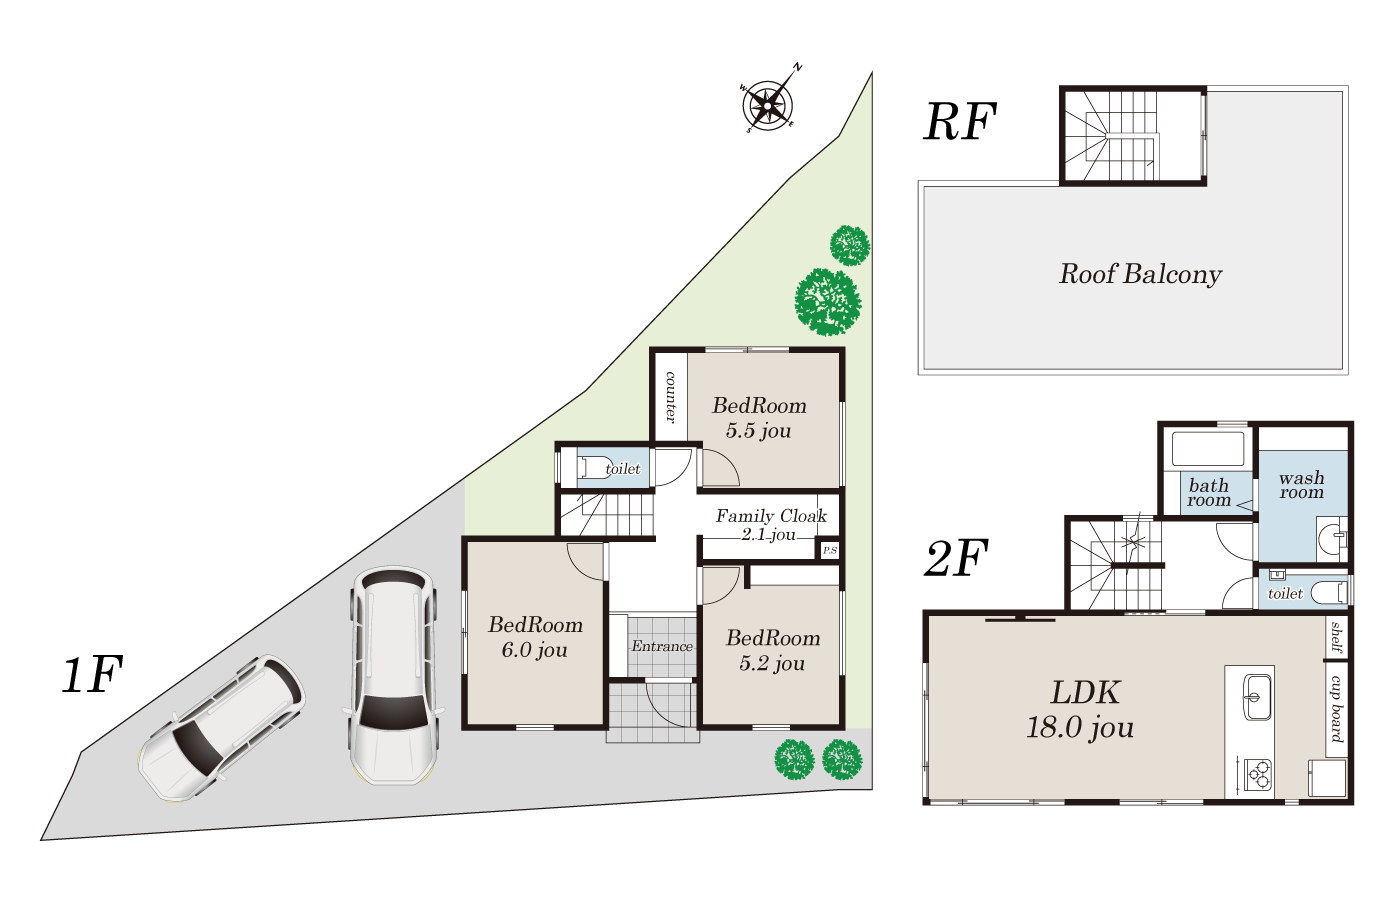 N
W
S
E
RF
Roof Balcony
counter
BedRoom
5.5 jou
toilet
Family Cloak
2.1 jou
P.S
BedRoom
6.0 jou
Entrance
BedRoom
5.2 jou
1F
2F
bath
room
wash
room
toilet
shelf
cup board
LDK
18.0 jou